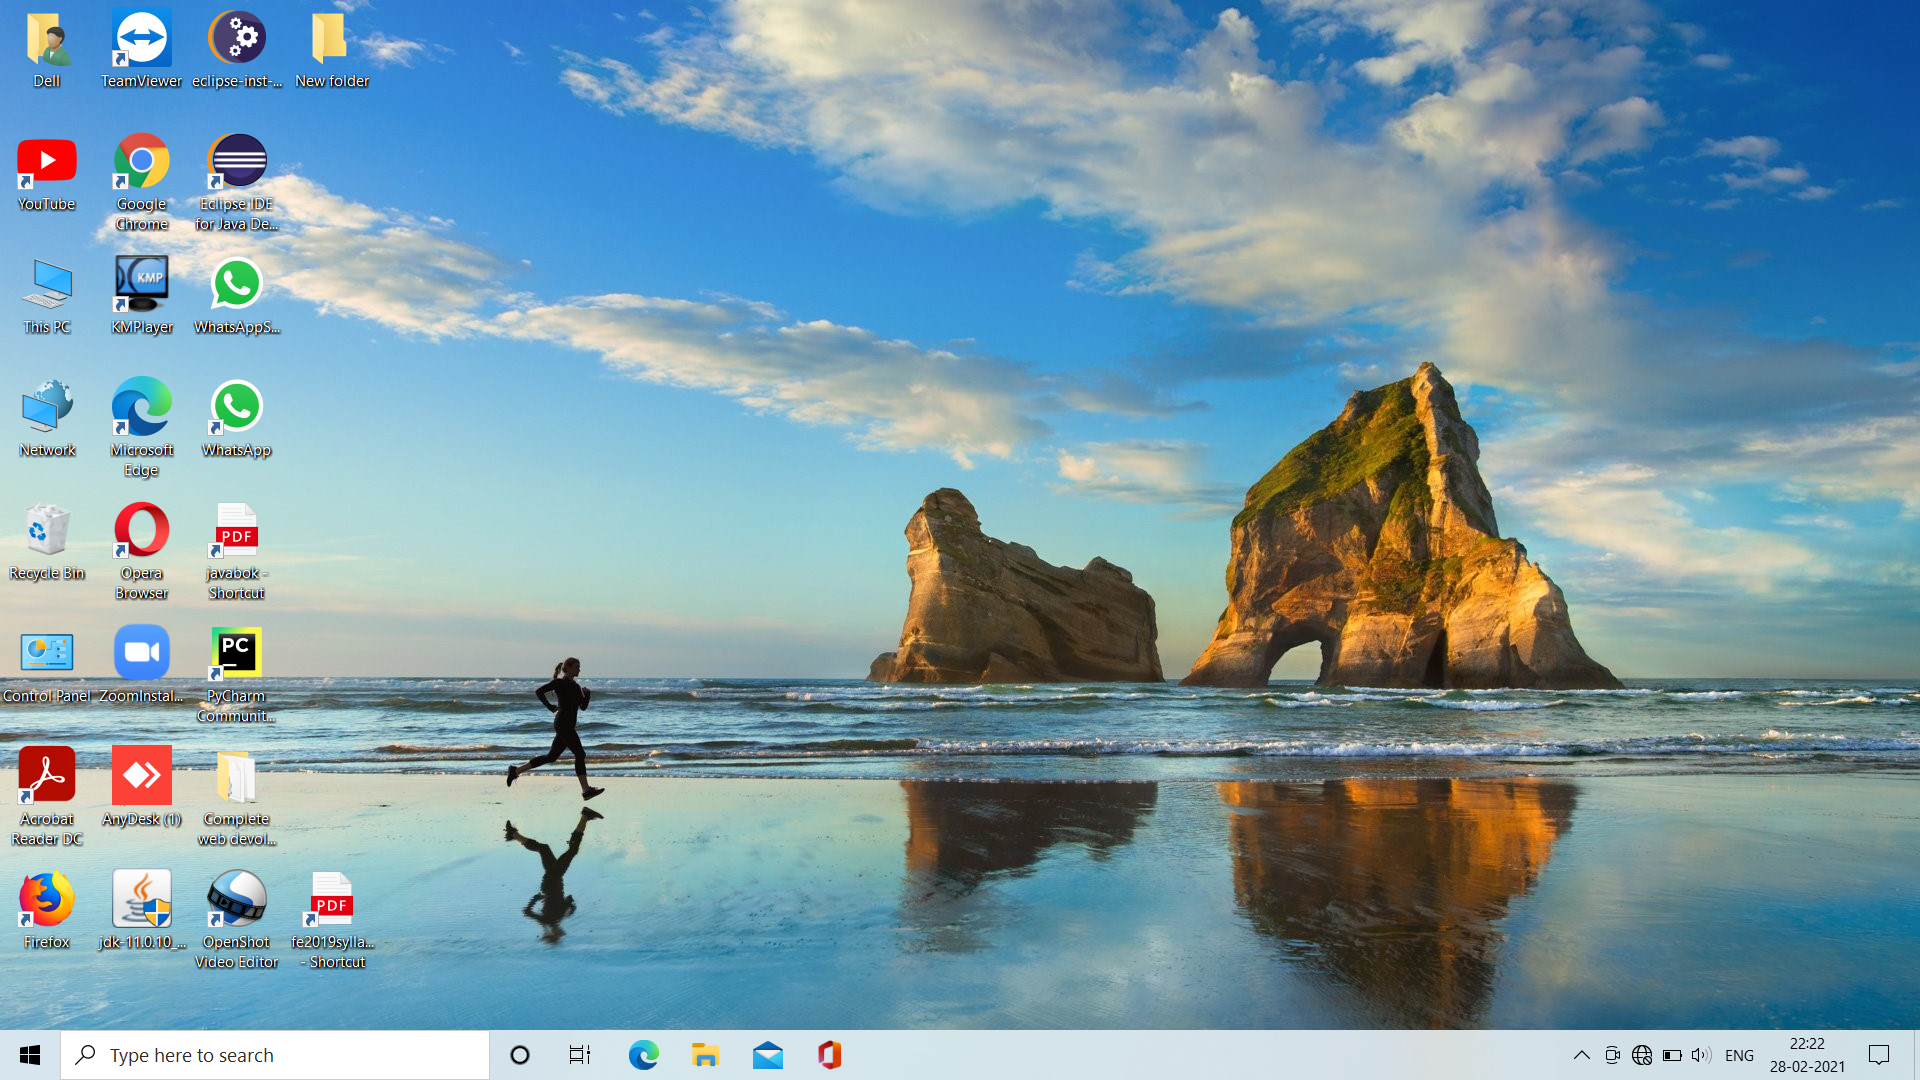 Dell
TeamViewer
eclipse-inst-...
New folder
YouTube
Google
Chrome
Eclipse IDE
for Java De...
This PC
KMP
KMPlayer
WhatsAppS...
Network
Microsoft
Edge
WhatsApp
Recycle Bin
Opera
Browser
PDF
javabok -
Shortcut
Control Panel
ZoomInstal...
PC
PyCharm
Communit...
Acrobat
Reader DC
AnyDesk (1)
Complete
web devol...
Firefox
jdk-11.0.10_...
OpenShot
Video Editor
PDF
fe2019sylla...
- Shortcut
Type here to search
ENG
22:22
28-02-2021